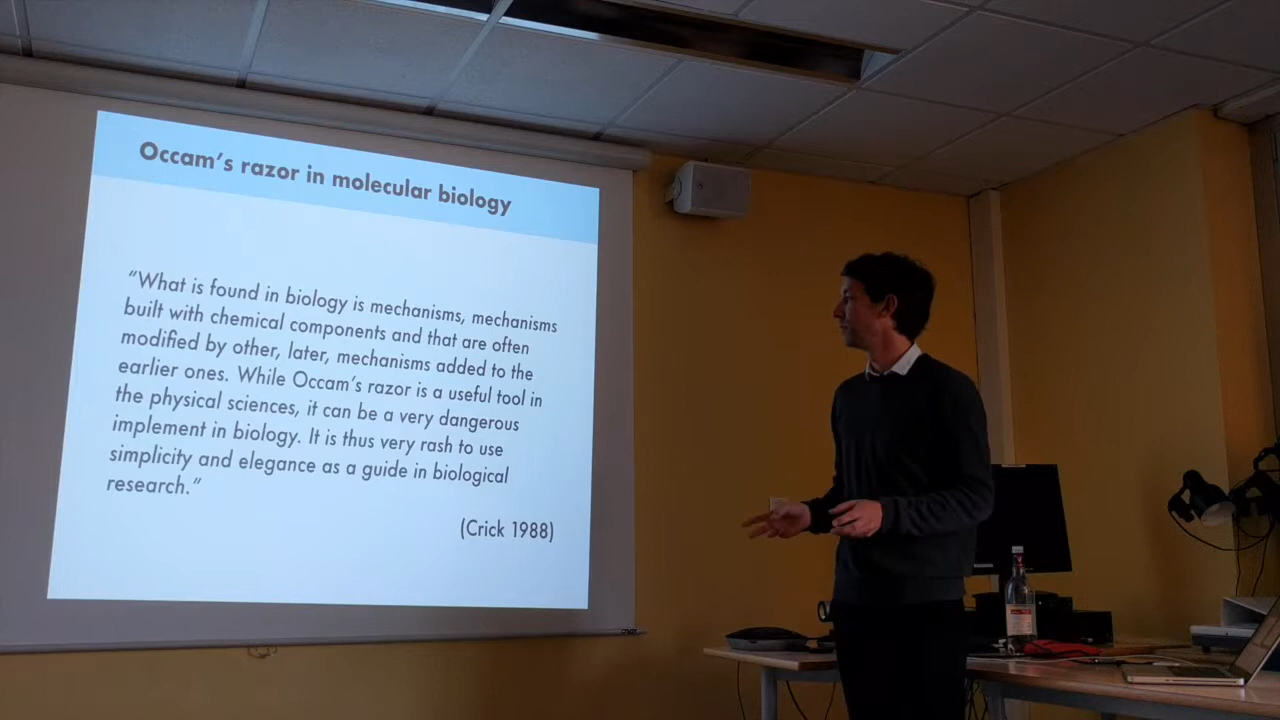 Occam's razor in molecular biology
"What is found in biology is mechanisms, mechanisms
built with chemical components and that are often
modified by other, later, mechanisms added to the
earlier ones. While Occam's razor is a useful tool in
the physical sciences, it can be a very dangerous
implement in biology. It is thus very rash to use
simplicity and elegance as a guide in biological
research."
(Crick 1988)